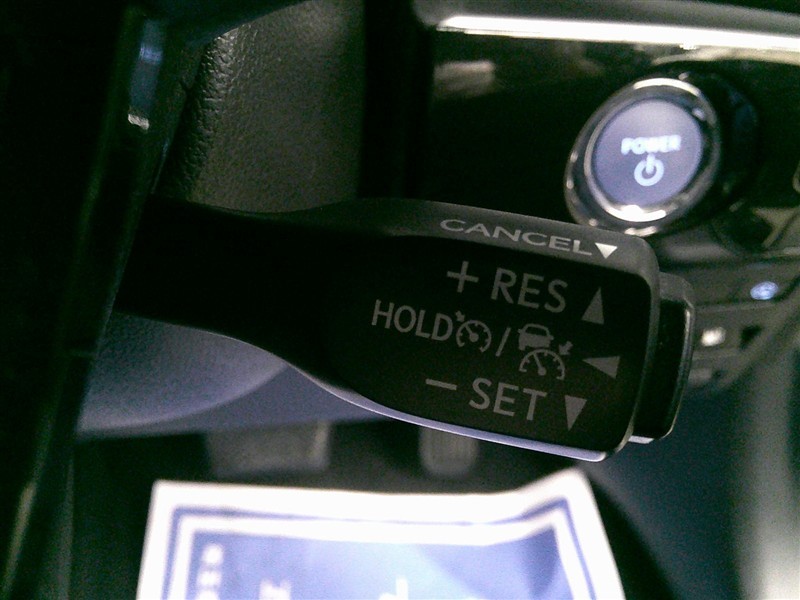 POWER
CANCEL
+ RES
HOLD /
− SET